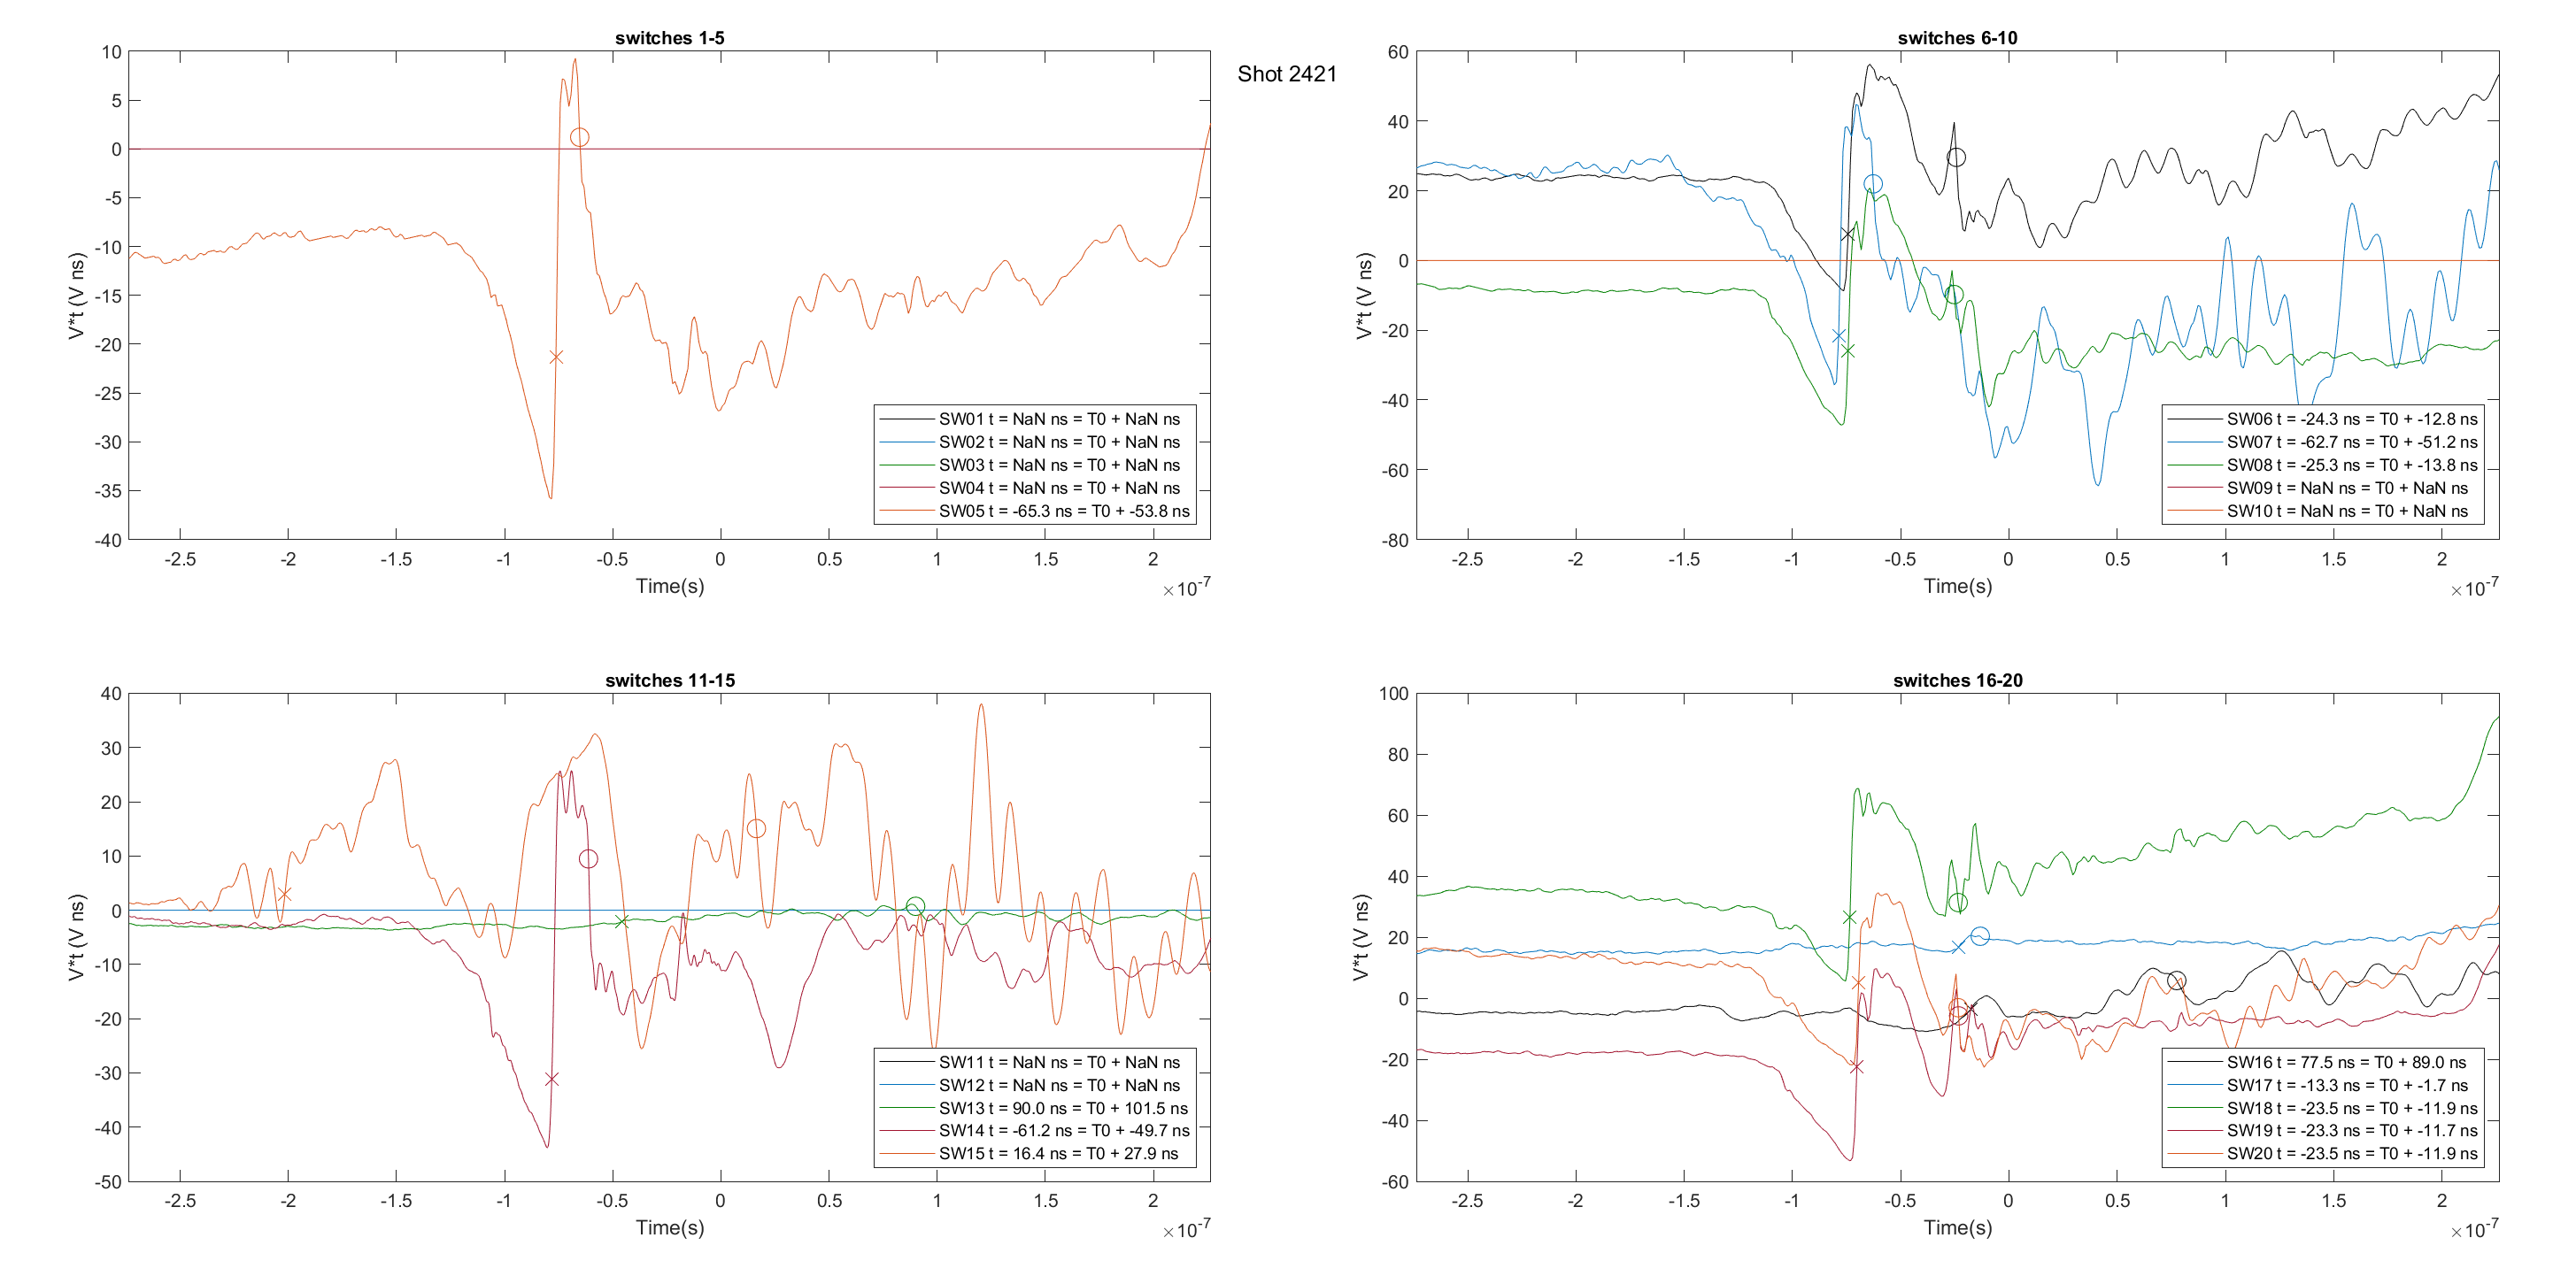 Shot 2421
switches 1-5
10
5
0
-5
-10
-15
-20
-25
-30
-35
-40
V*t (V ns)
-2.5 -2 -1.5 -1 -0.5 0 0.5 1 1.5 2
Time(s)
×10-7
SW01 t = NaN ns = T0 + NaN ns
SW02 t = NaN ns = T0 + NaN ns
SW03 t = NaN ns = T0 + NaN ns
SW04 t = NaN ns = T0 + NaN ns
SW05 t = -65.3 ns = T0 + -53.8 ns
switches 6-10
60
40
20
0
-20
-40
-60
-80
V*t (V ns)
-2.5 -2 -1.5 -1 -0.5 0 0.5 1 1.5 2
Time(s)
×10-7
SW06 t = -24.3 ns = T0 + -12.8 ns
SW07 t = -62.7 ns = T0 + -51.2 ns
SW08 t = -25.3 ns = T0 + -13.8 ns
SW09 t = NaN ns = T0 + NaN ns
SW10 t = NaN ns = T0 + NaN ns
switches 11-15
40
30
20
10
0
-10
-20
-30
-40
-50
V*t (V ns)
-2.5 -2 -1.5 -1 -0.5 0 0.5 1 1.5 2
Time(s)
×10-7
SW11 t = NaN ns = T0 + NaN ns
SW12 t = NaN ns = T0 + NaN ns
SW13 t = 90.0 ns = T0 + 101.5 ns
SW14 t = -61.2 ns = T0 + -49.7 ns
SW15 t = 16.4 ns = T0 + 27.9 ns
switches 16-20
100
80
60
40
20
0
-20
-40
-60
V*t (V ns)
-2.5 -2 -1.5 -1 -0.5 0 0.5 1 1.5 2
Time(s)
×10-7
SW16 t = 77.5 ns = T0 + 89.0 ns
SW17 t = -13.3 ns = T0 + -1.7 ns
SW18 t = -23.5 ns = T0 + -11.9 ns
SW19 t = -23.3 ns = T0 + -11.7 ns
SW20 t = -23.5 ns = T0 + -11.9 ns